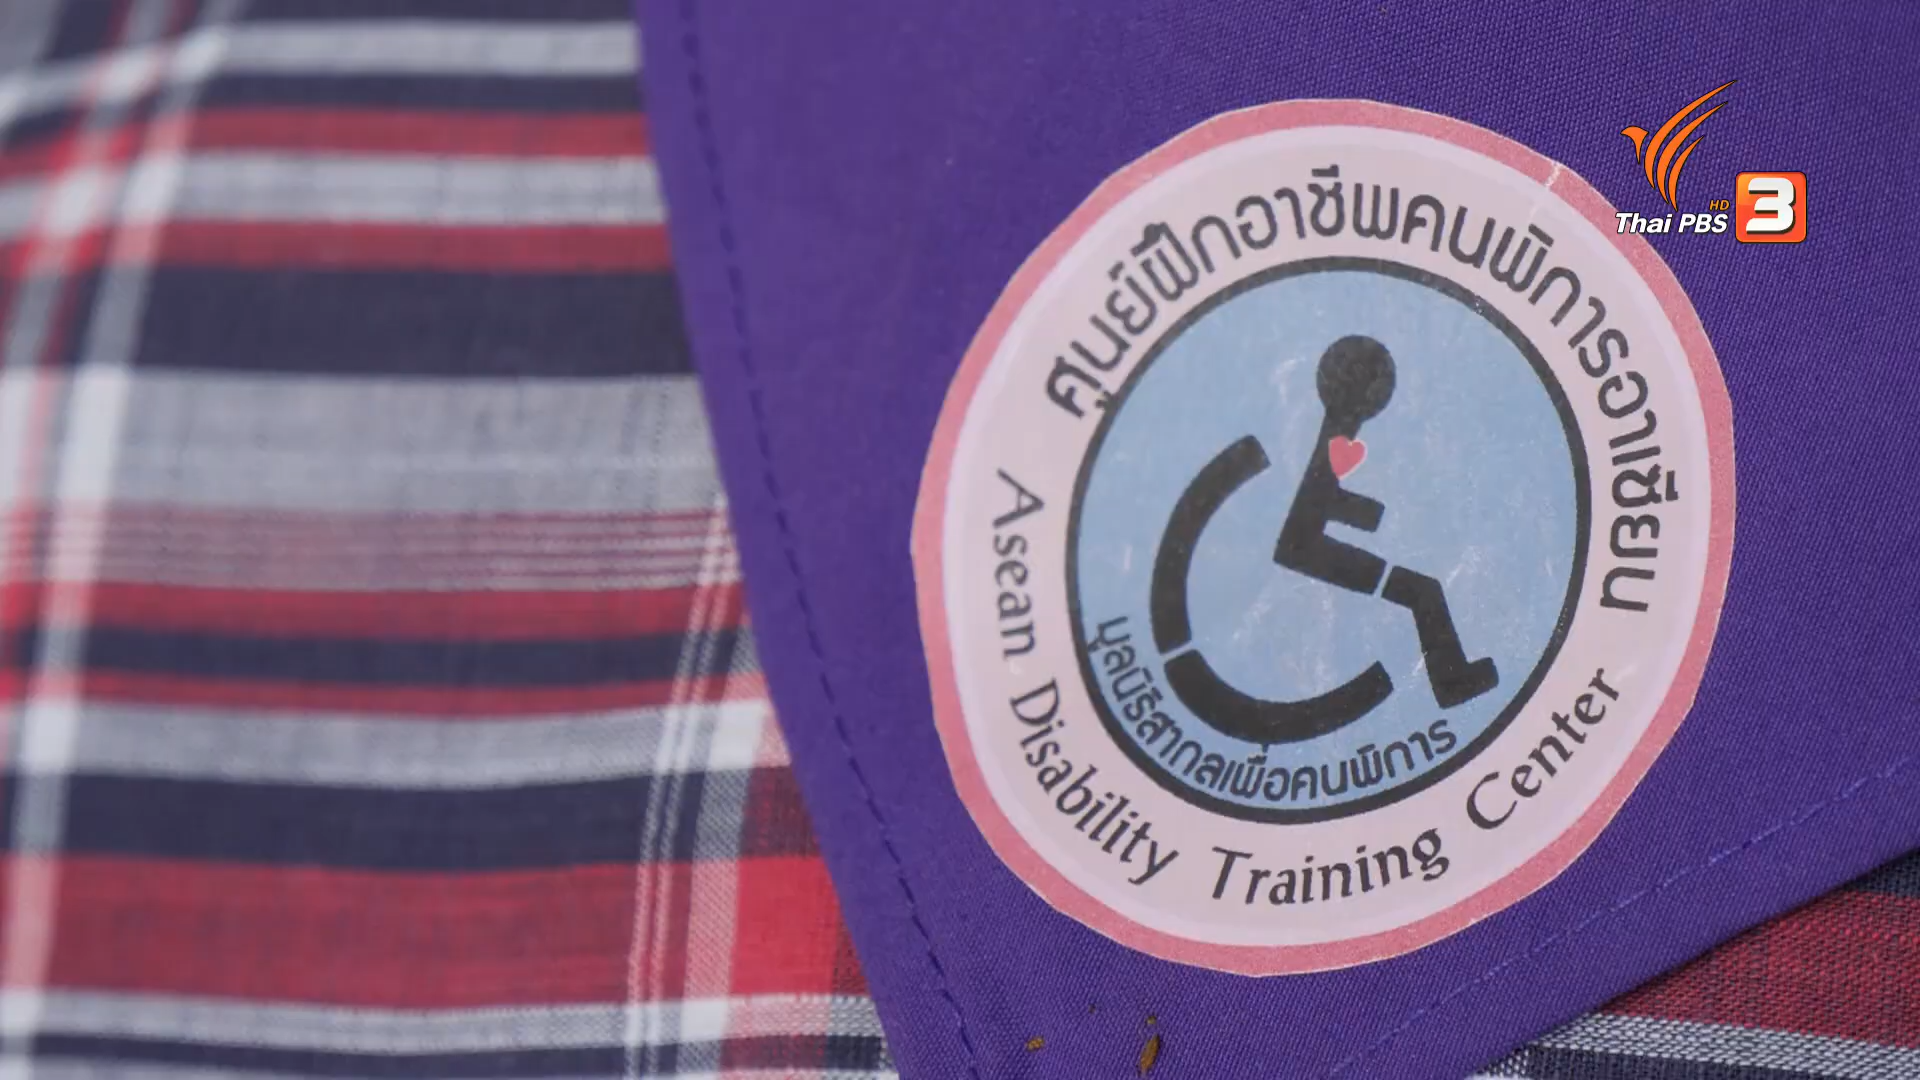 ศูนย์ฝึกอาชีพคนพิการอาเซียน
มูลนิธิสากลเพื่อคนพิการ
Asean Disability Training Center
HD
Thai PBS 3